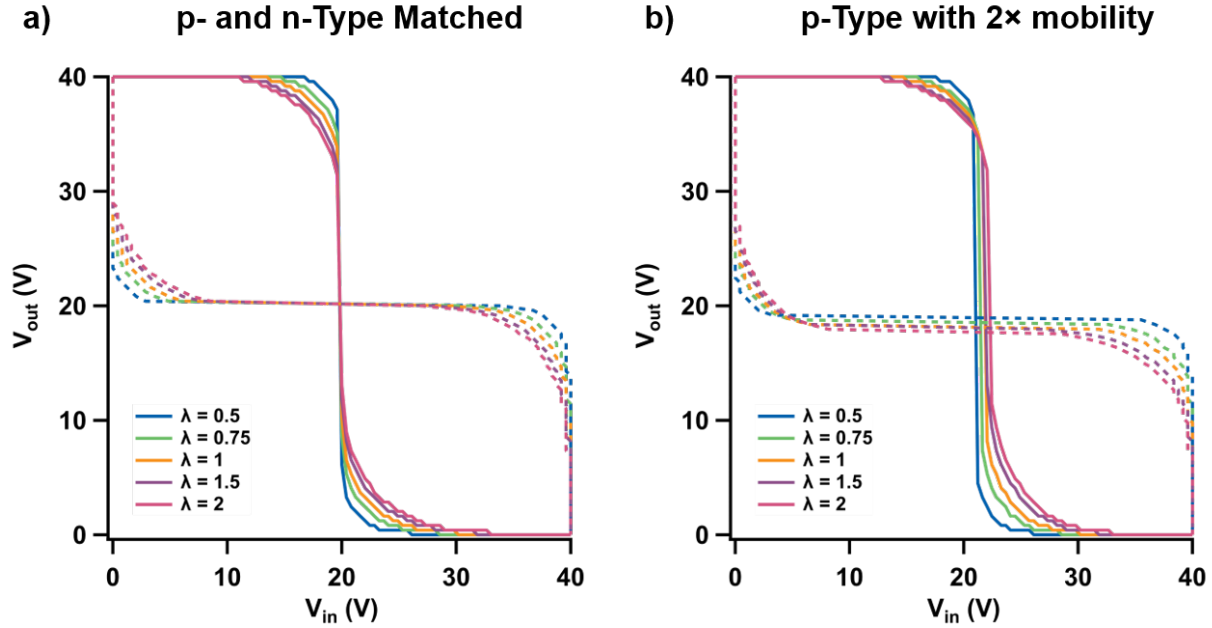 a) p- and n-Type Matched
40
30
20
10
0
V_out (V)
λ = 0.5
λ = 0.75
λ = 1
λ = 1.5
λ = 2
0 10 20 30 40
V_in (V)
b) p-Type with 2× mobility
40
30
20
10
0
V_out (V)
λ = 0.5
λ = 0.75
λ = 1
λ = 1.5
λ = 2
0 10 20 30 40
V_in (V)